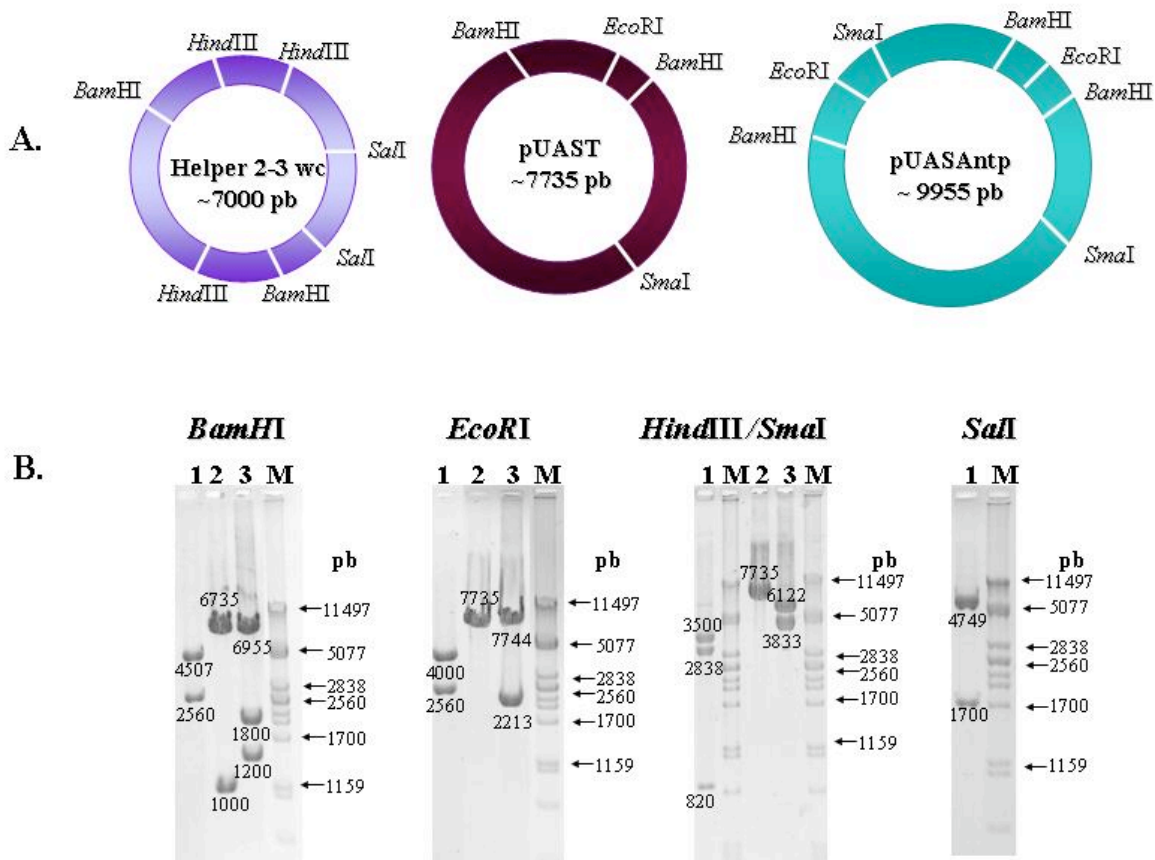 A.
HindIII
HindIII
BamHI
SalI
Helper 2-3 wc
~7000 pb
SalI
HindIII
BamHI
BamHI
EcoRI
BamHI
pUAST
~7735 pb
SmaI
BamHI
SmaI
EcoRI
EcoRI
BamHI
BamHI
pUASAntp
~ 9955 pb
SmaI
B.
BamHI
1 2 3 M
pb
6735
11497
6955
5077
4507
2838
2560
2560
1800
1700
1200
1159
1000
EcoRI
1 2 3 M
pb
7735
11497
7744
5077
4000
2838
2560
2560
2213
1700
1159
HindIII/SmaI
1 M 2 3 M
pb
7735
11497
6122
5077
3500
3833
2838
2838
2560
1700
1159
820
SalI
1 M
pb
11497
4749
5077
2838
2560
1700
1700
1159